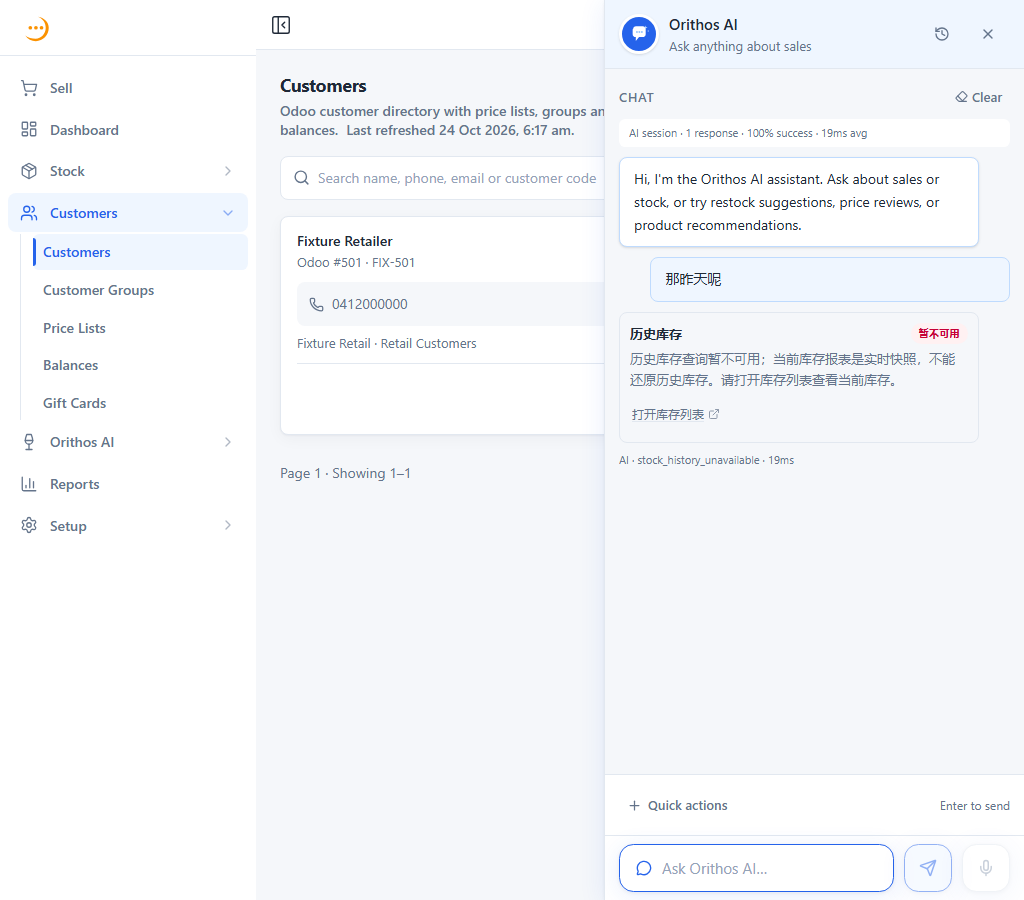 Sell
Dashboard
Stock
Customers
Customers
Customer Groups
Price Lists
Balances
Gift Cards
Orithos AI
Reports
Setup
Customers
Odoo customer directory with price lists, groups an
balances. Last refreshed 24 Oct 2026, 6:17 am.
Search name, phone, email or customer code
Fixture Retailer
Odoo #501 · FIX-501
0412000000
Fixture Retail · Retail Customers
Page 1 · Showing 1–1
Orithos AI
Ask anything about sales
CHAT
Clear
AI session · 1 response · 100% success · 19ms avg
Hi, I'm the Orithos AI assistant. Ask about sales or
stock, or try restock suggestions, price reviews, or
product recommendations.
那昨天呢
历史库存
暂不可用
历史库存查询暂不可用；当前库存报表是实时快照，不能
还原历史库存。请打开库存列表查看当前库存。
打开库存列表
AI · stock_history_unavailable · 19ms
Quick actions
Enter to send
Ask Orithos AI...